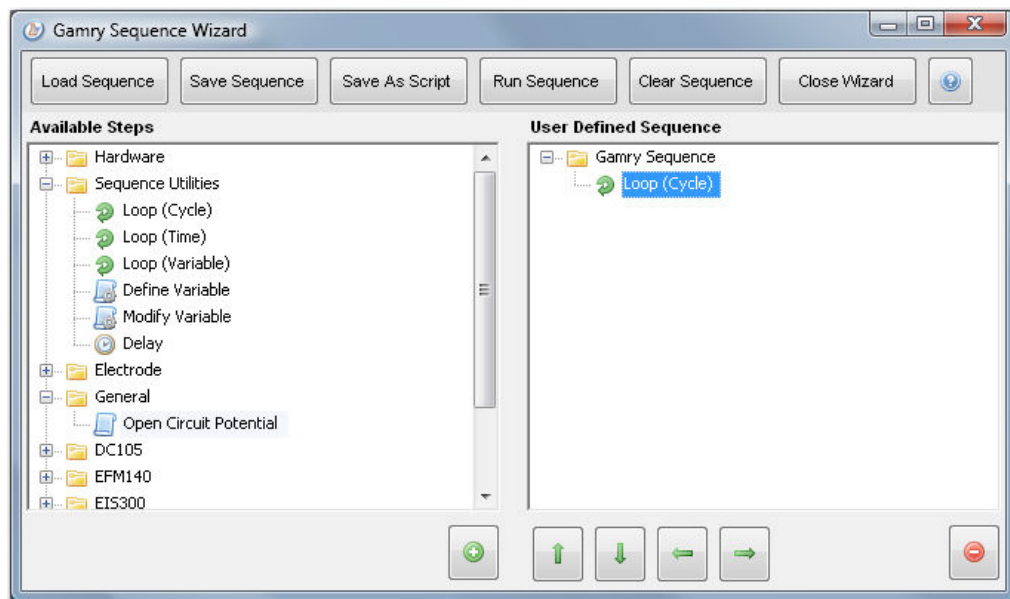 Gamry Sequence Wizard
Load Sequence
Save Sequence
Save As Script
Run Sequence
Clear Sequence
Close Wizard
Available Steps
Hardware
Sequence Utilities
Loop (Cycle)
Loop (Time)
Loop (Variable)
Define Variable
Modify Variable
Delay
Electrode
General
Open Circuit Potential
DC105
EFM140
EIS300
User Defined Sequence
Gamry Sequence
Loop (Cycle)